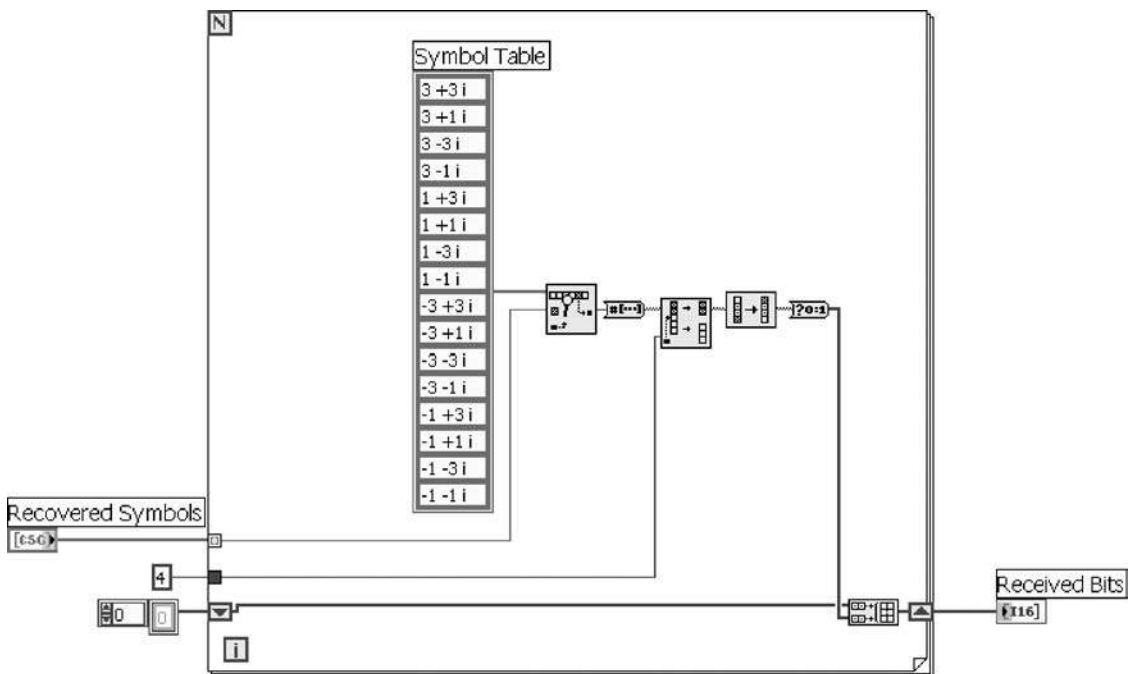 N
Symbol Table
3 +3 i
3 +1 i
3 -3 i
3 -1 i
1 +3 i
1 +1 i
1 -3 i
1 -1 i
-3 +3 i
-3 +1 i
-3 -3 i
-3 -1 i
-1 +3 i
-1 +1 i
-1 -3 i
-1 -1 i
#[···]
?0:1
Recovered Symbols
[CSG]
4
0 0
i
Received Bits
I16]